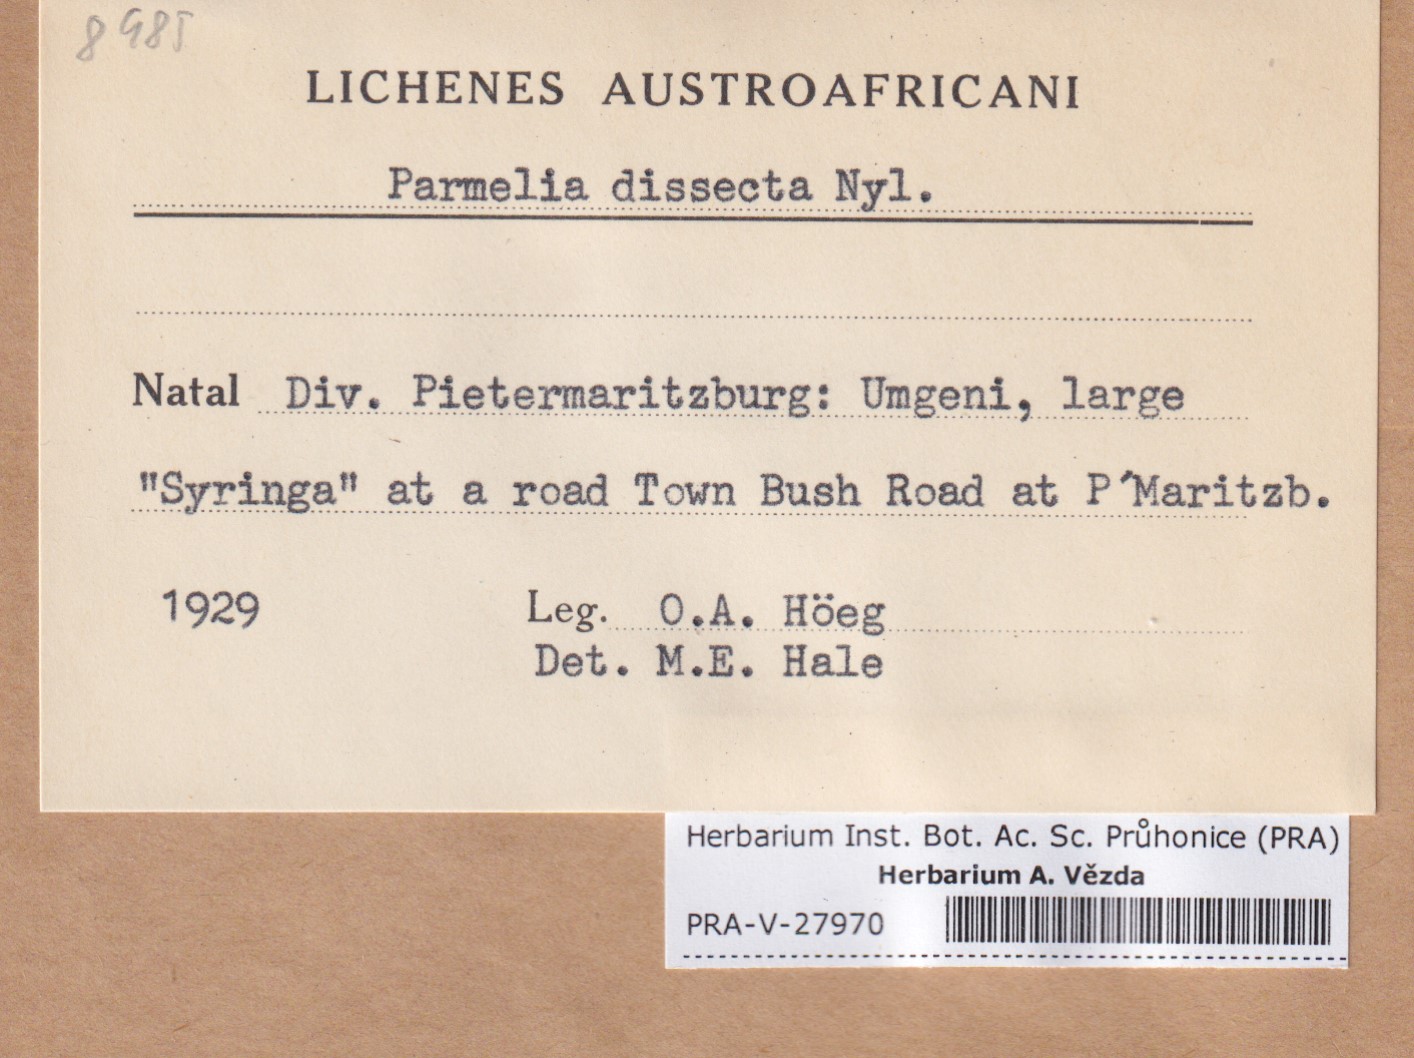 8985
LICHENES AUSTROAFRICANI
Parmelia dissecta Nyl.
Natal Div. Pietermaritzburg: Umgeni, large
"Syringa" at a road Town Bush Road at P´Maritzb.
1929 Leg. O.A. Höeg
Det. M.E. Hale
Herbarium Inst. Bot. Ac. Sc. Průhonice (PRA)
Herbarium A. Vězda
PRA-V-27970